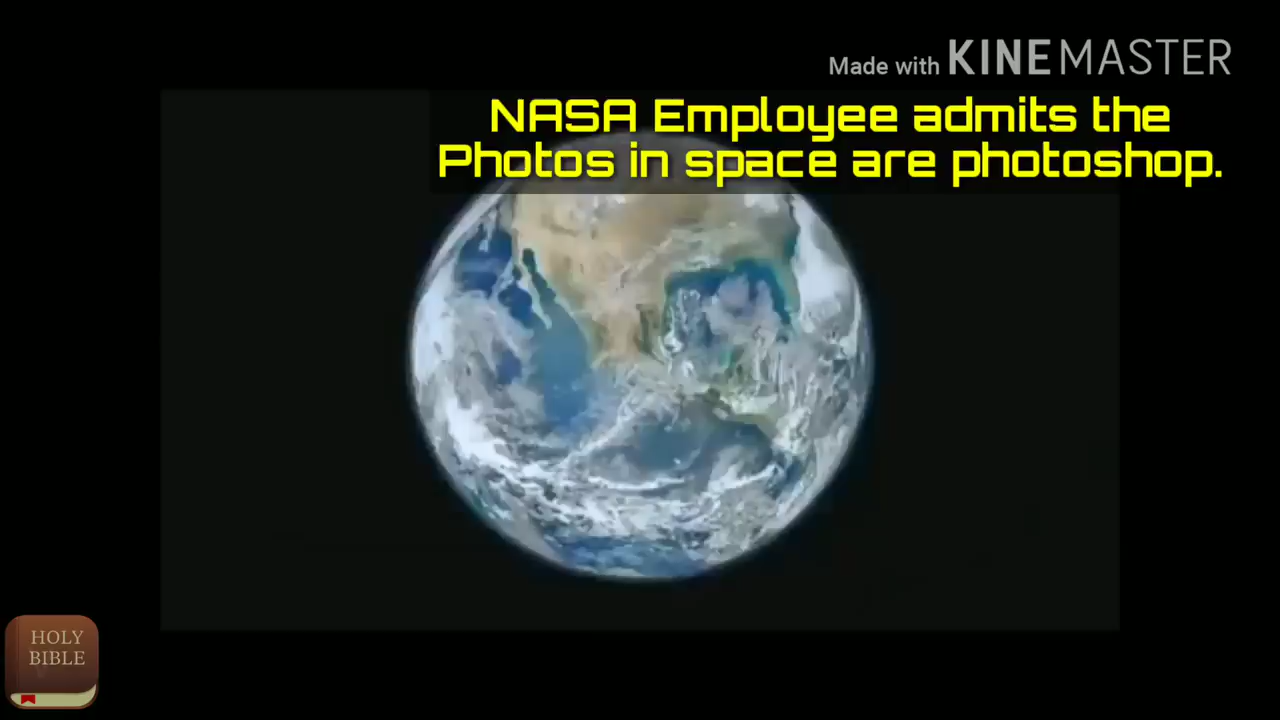 Made with KINEMASTER
NASA Employee admits the
Photos in space are photoshop.
HOLY
BIBLE